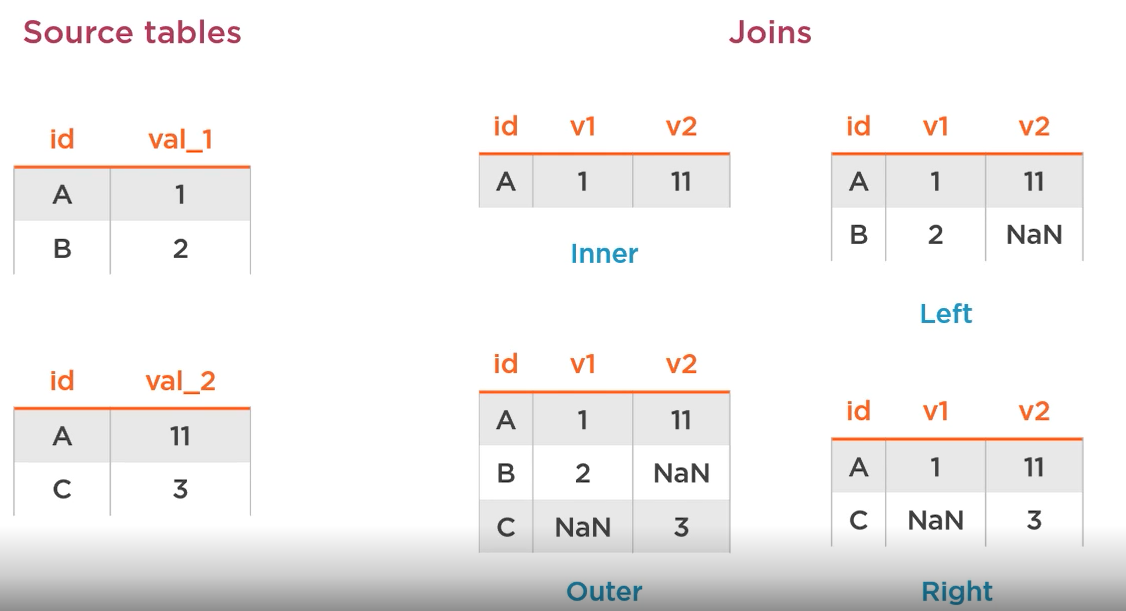 Source tables
id val_1
A 1
B 2
id val_2
A 11
C 3
Joins
id v1 v2
A 1 11
Inner
id v1 v2
A 1 11
B 2 NaN
Left
id v1 v2
A 1 11
B 2 NaN
C NaN 3
Outer
id v1 v2
A 1 11
C NaN 3
Right